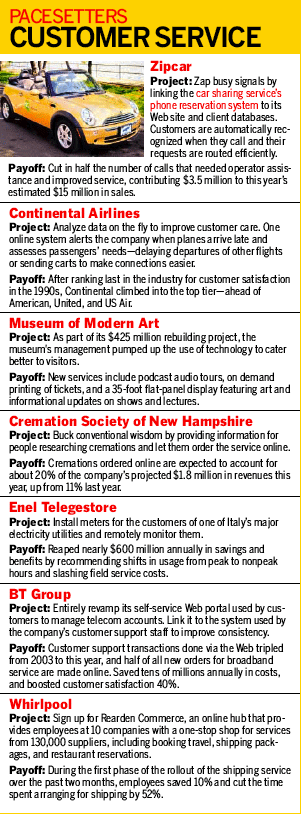 PACESETTERS
CUSTOMER SERVICE
Zipcar
Project: Zap busy signals by
linking the car sharing service's
phone reservation system to its
Web site and client databases.
Customers are automatically rec-
ognized when they call and their
requests are routed efficiently.
Payoff: Cut in half the number of calls that needed operator assis-
tance and improved service, contributing $3.5 million to this year's
estimated $15 million in sales.
Continental Airlines
Project: Analyze data on the fly to improve customer care. One
online system alerts the company when planes arrive late and
assesses passengers' needs—delaying departures of other flights
or sending carts to make connections easier.
Payoff: After ranking last in the industry for customer satisfaction
in the 1990s, Continental climbed into the top tier—ahead of
American, United, and US Air.
Museum of Modern Art
Project: As part of its $425 million rebuilding project, the
museum's management pumped up the use of technology to cater
better to visitors.
Payoff: New services include podcast audio tours, on demand
printing of tickets, and a 35-foot flat-panel display featuring art and
informational updates on shows and lectures.
Cremation Society of New Hampshire
Project: Buck conventional wisdom by providing information for
people researching cremations and let them order the service online.
Payoff: Cremations ordered online are expected to account for
about 20% of the company's projected $1.8 million in revenues this
year, up from 11% last year.
Enel Telegestore
Project: Install meters for the customers of one of Italy's major
electricity utilities and remotely monitor them.
Payoff: Reaped nearly $600 million annually in savings and
benefits by recommending shifts in usage from peak to nonpeak
hours and slashing field service costs.
BT Group
Project: Entirely revamp its self-service Web portal used by cus-
tomers to manage telecom accounts. Link it to the system used by
the company's customer support staff to improve consistency.
Payoff: Customer support transactions done via the Web tripled
from 2003 to this year, and half of all new orders for broadband
service are made online. Saved tens of millions annually in costs,
and boosted customer satisfaction 40%.
Whirlpool
Project: Sign up for Rearden Commerce, an online hub that pro-
vides employees at 10 companies with a one-stop shop for services
from 130,000 suppliers, including booking travel, shipping pack-
ages, and restaurant reservations.
Payoff: During the first phase of the rollout of the shipping service
over the past two months, employees saved 10% and cut the time
spent arranging for shipping by 52%.